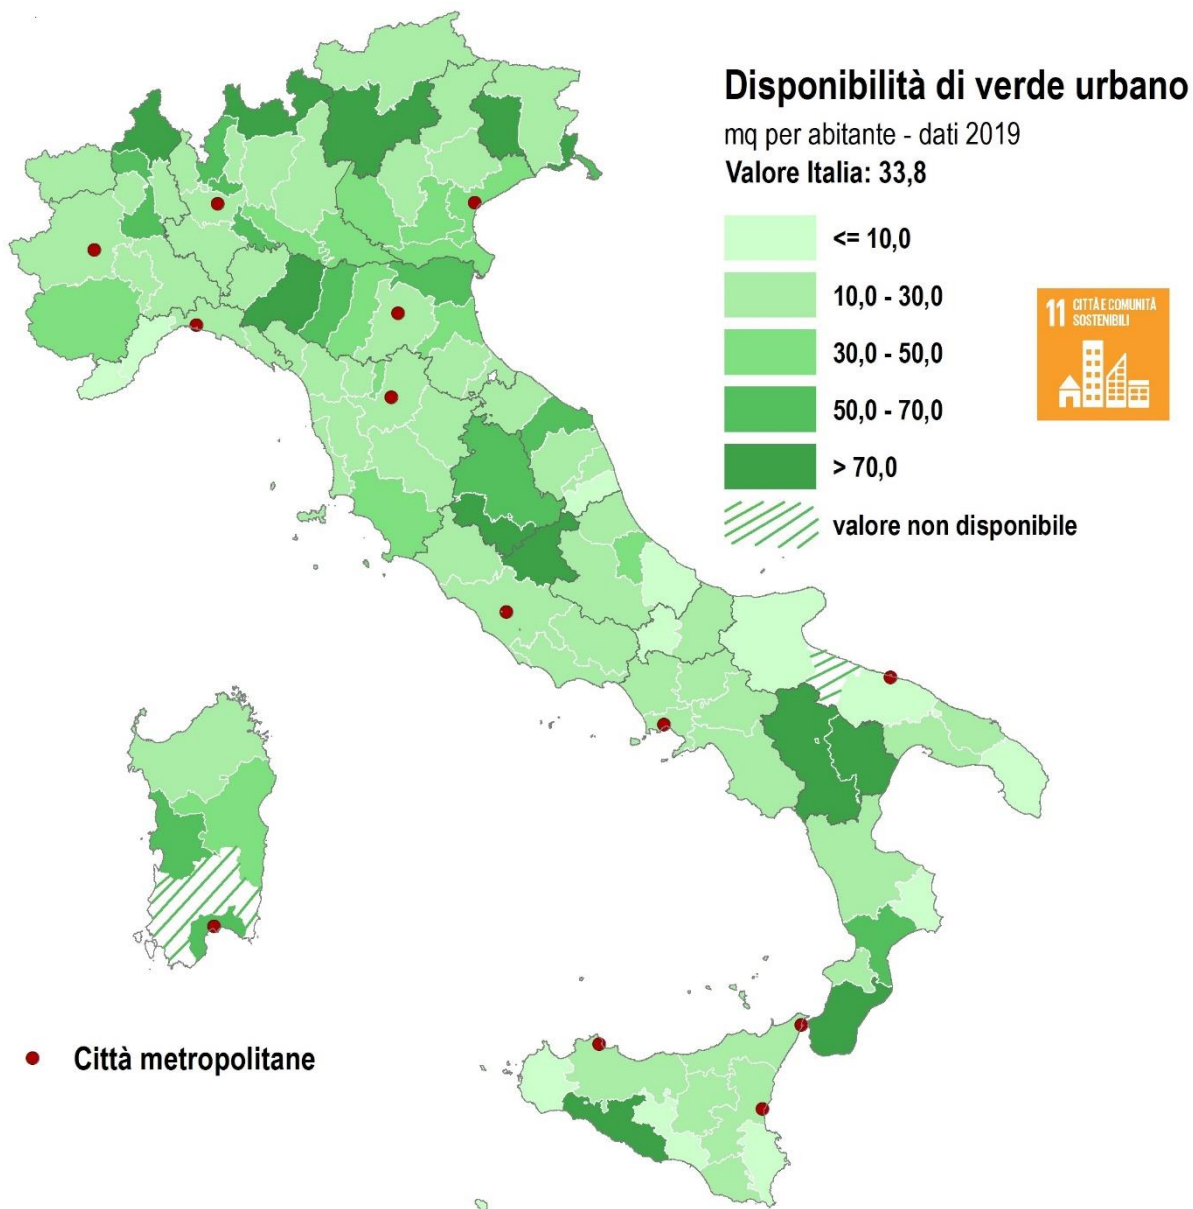 Disponibilità di verde urbano
mq per abitante - dati 2019
Valore Italia: 33,8
<= 10,0
10,0 - 30,0
30,0 - 50,0
50,0 - 70,0
> 70,0
valore non disponibile
11 CITTÀ E COMUNITÀ
SOSTENIBILI
Città metropolitane